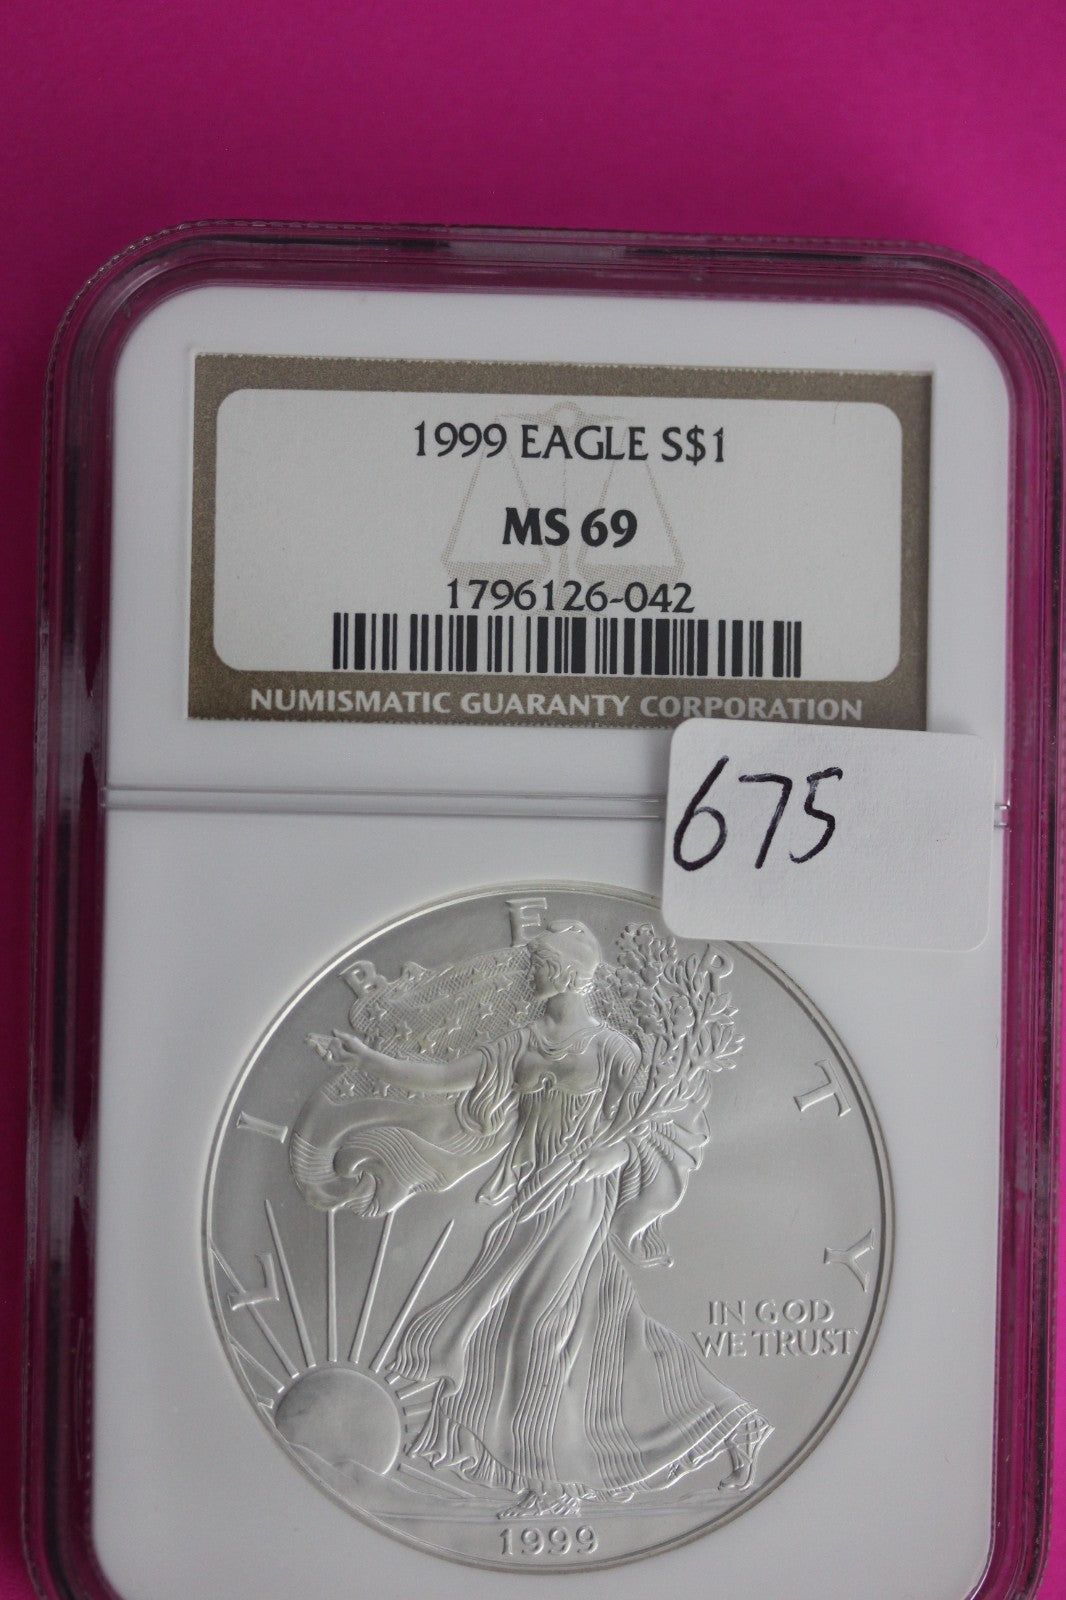 1999 EAGLE S$1
MS 69
1796126-042
NUMISMATIC GUARANTY CORPORATION
675
LIBERTY
IN GOD
WE TRUST
1999